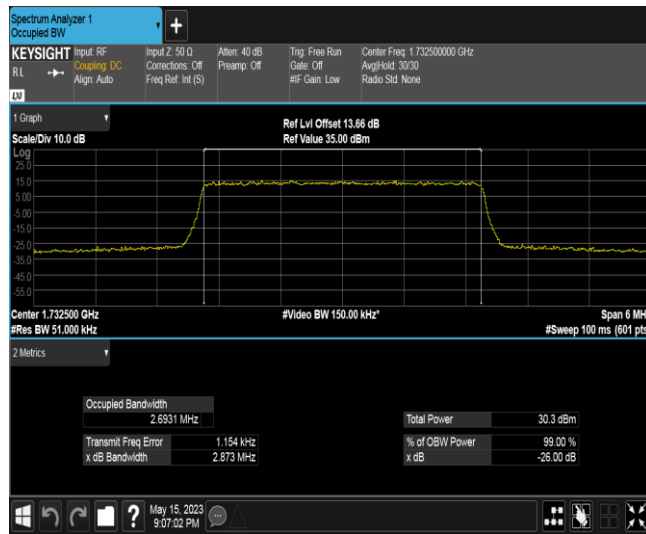 Spectrum Analyzer 1
Occupied BW
+
KEYSIGHT
RL
LXI
Input: RF
Coupling: DC
Align: Auto
Input Z: 50 Ω
Corrections: Off
Freq Ref: Int (S)
Atten: 40 dB
Preamp: Off
Trig: Free Run
Gate: Off
#IF Gain: Low
Center Freq: 1.732500000 GHz
Avg|Hold: 30/30
Radio Std: None
1 Graph
Scale/Div 10.0 dB
Ref Lvl Offset 13.66 dB
Ref Value 35.00 dBm
Log
25.0
15.0
5.00
-5.00
-15.0
-25.0
-35.0
-45.0
-55.0
Center 1.732500 GHz
#Video BW 150.00 kHz*
Span 6 MH
#Res BW 51.000 kHz
#Sweep 100 ms (601 pts
2 Metrics
Occupied Bandwidth
2.6931 MHz
Transmit Freq Error 1.154 kHz
x dB Bandwidth 2.873 MHz
Total Power 30.3 dBm
% of OBW Power 99.00 %
x dB -26.00 dB
?
May 15, 2023
9:07:02 PM